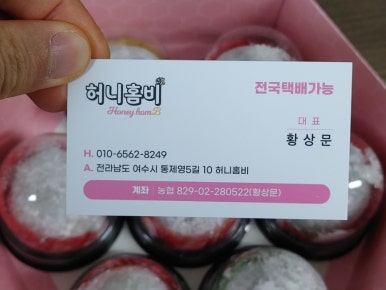 허니홈비
Honey hom.B
전국택배가능
대 표
황 상 문
H. 010-6562-8249
A. 전라남도 여수시 통제영5길 10 허니홈비
계좌 농협 829-02-280522(황상문)